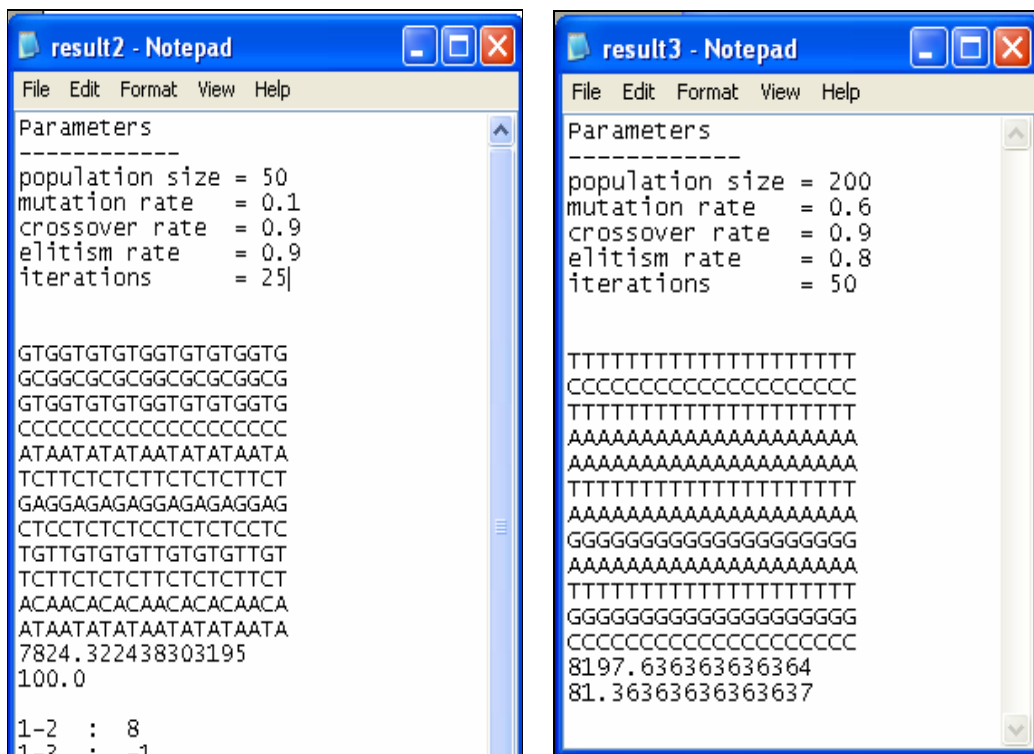 result2 - Notepad
File Edit Format View Help
Parameters
------------
population size = 50
mutation rate = 0.1
crossover rate = 0.9
elitism rate = 0.9
iterations = 25
GTGGTGTGTGGTGTGTGGTG
GCGGCGCGCGGCGCGCGGCG
GTGGTGTGTGGTGTGTGGTG
CCCCCCCCCCCCCCCCCCCC
ATAATATATAATATATAATA
TCTTCTCTCTTCTCTCTTCT
GAGGAGAGAGGAGAGAGGAG
CTCCTCTCTCCTCTCTCCTC
TGTTGTGTGTTGTGTGTTGT
TCTTCTCTCTTCTCTCTTCT
ACAACACACAACACACAACA
ATAATATATAATATATAATA
7824.322438303195
100.0
1-2 : 8
1-3 : -1
result3 - Notepad
File Edit Format View Help
Parameters
------------
population size = 200
mutation rate = 0.6
crossover rate = 0.9
elitism rate = 0.8
iterations = 50
TTTTTTTTTTTTTTTTTTTT
CCCCCCCCCCCCCCCCCCCC
TTTTTTTTTTTTTTTTTTTT
AAAAAAAAAAAAAAAAAAAA
AAAAAAAAAAAAAAAAAAAA
TTTTTTTTTTTTTTTTTTTT
AAAAAAAAAAAAAAAAAAAA
GGGGGGGGGGGGGGGGGGGG
AAAAAAAAAAAAAAAAAAAA
TTTTTTTTTTTTTTTTTTTT
GGGGGGGGGGGGGGGGGGGG
CCCCCCCCCCCCCCCCCCCC
8197.636363636364
81.36363636363637